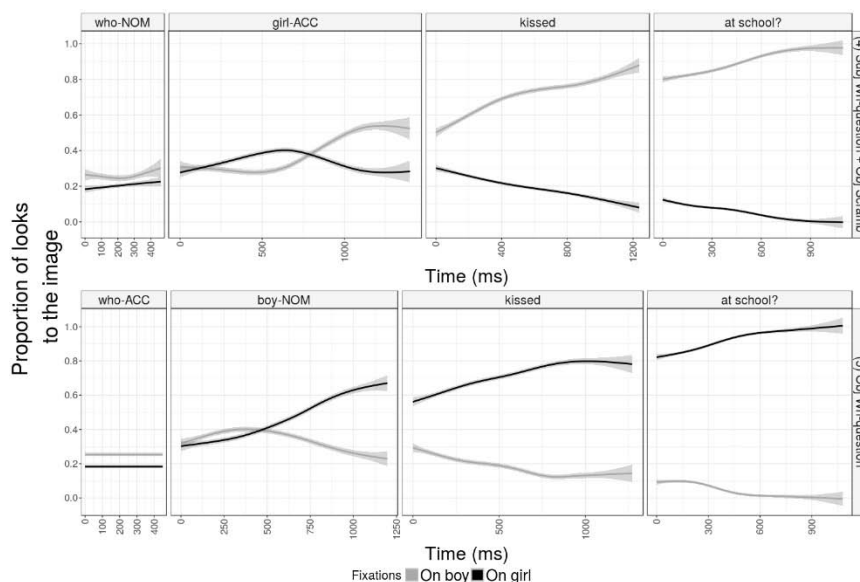 who-NOM girl-ACC kissed at school?
1.0
0.8
0.6
0.4
0.2
0.0
0 100 200 300 400 0 500 1000 0 400 800 1200 0 300 600 900
Time (ms)
Proportion of looks
to the image
who-ACC boy-NOM kissed at school?
1.0
0.8
0.6
0.4
0.2
0.0
0 100 200 300 400 0 250 500 750 1000 1250 0 500 1000 0 300 600 900
Time (ms)
Fixations On boy On girl